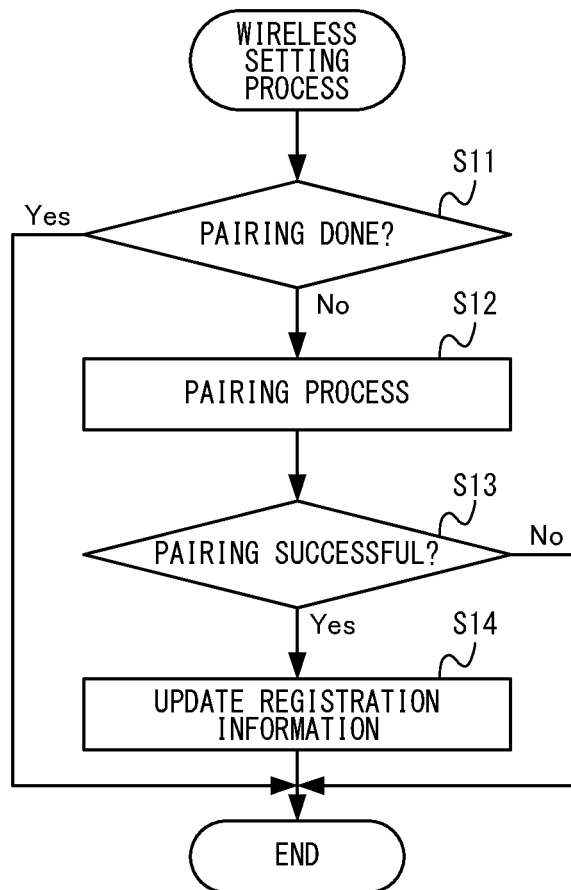 WIRELESS
SETTING
PROCESS
S11
Yes
PAIRING DONE?
No
S12
PAIRING PROCESS
S13
PAIRING SUCCESSFUL?
No
Yes
S14
UPDATE REGISTRATION
INFORMATION
END